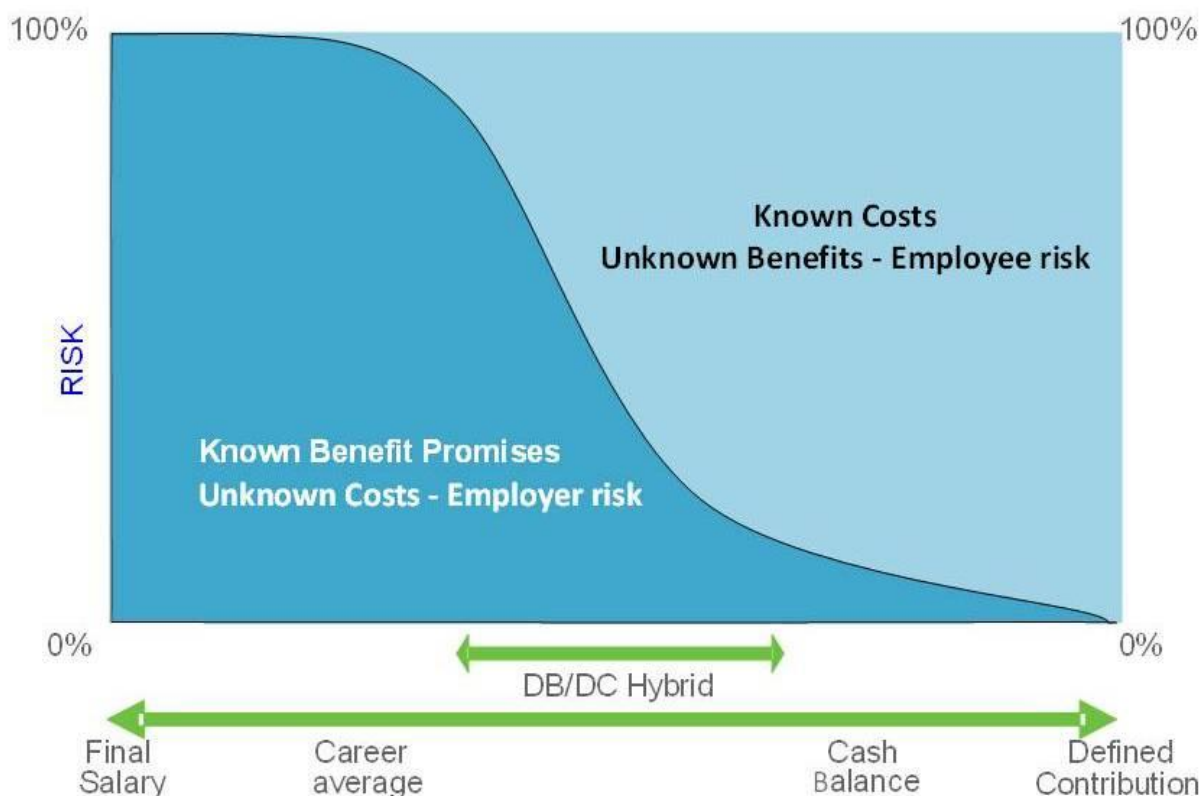 100%
100%
Known Costs
Unknown Benefits - Employee risk
RISK
Known Benefit Promises
Unknown Costs - Employer risk
0%
0%
DB/DC Hybrid
Final
Salary
Career
average
Cash
Balance
Defined
Contribution